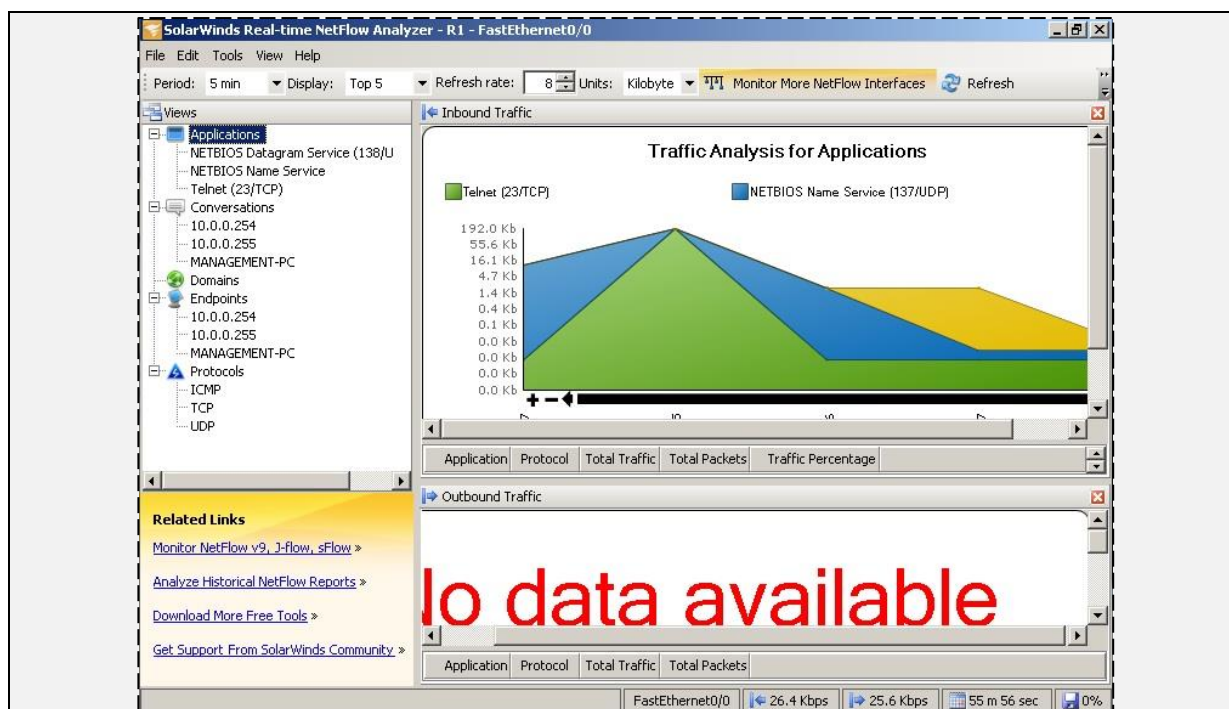 SolarWinds Real-time NetFlow Analyzer - R1 - FastEthernet0/0
File Edit Tools View Help
Period: 5 min Display: Top 5 Refresh rate: 8 Units: Kilobyte Monitor More NetFlow Interfaces Refresh
Views
Applications
NETBIOS Datagram Service (138/U
NETBIOS Name Service
Telnet (23/TCP)
Conversations
10.0.0.254
10.0.0.255
MANAGEMENT-PC
Domains
Endpoints
10.0.0.254
10.0.0.255
MANAGEMENT-PC
Protocols
ICMP
TCP
UDP
Related Links
Monitor NetFlow v9, J-flow, sFlow »
Analyze Historical NetFlow Reports »
Download More Free Tools »
Get Support From SolarWinds Community »
Inbound Traffic
Traffic Analysis for Applications
Telnet (23/TCP) NETBIOS Name Service (137/UDP)
192.0 Kb
55.6 Kb
16.1 Kb
4.7 Kb
1.4 Kb
0.4 Kb
0.1 Kb
0.0 Kb
0.0 Kb
0.0 Kb
0.0 Kb
Application Protocol Total Traffic Total Packets Traffic Percentage
Outbound Traffic
No data available
Application Protocol Total Traffic Total Packets
FastEthernet0/0 26.4 Kbps 25.6 Kbps 55 m 56 sec 0%